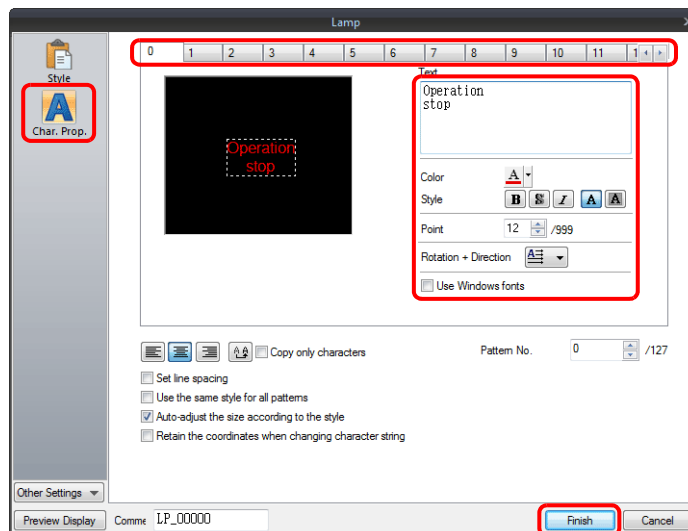 Lamp
Style
Char. Prop.
0 1 2 3 4 5 6 7 8 9 10 11 1
Text
Operation
stop
Operation
stop
Color A
Style B S I A A
Point 12 /999
Rotation + Direction A
Use Windows fonts
Copy only characters
Pattern No. 0 /127
Set line spacing
Use the same style for all patterns
Auto-adjust the size according to the style
Retain the coordinates when changing character string
Other Settings
Preview Display Comme LP_00000 Finish Cancel